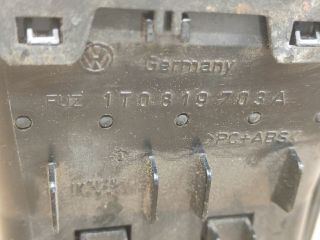 Germany
FUZ 1T0 819 703 A
>PC+ABS<